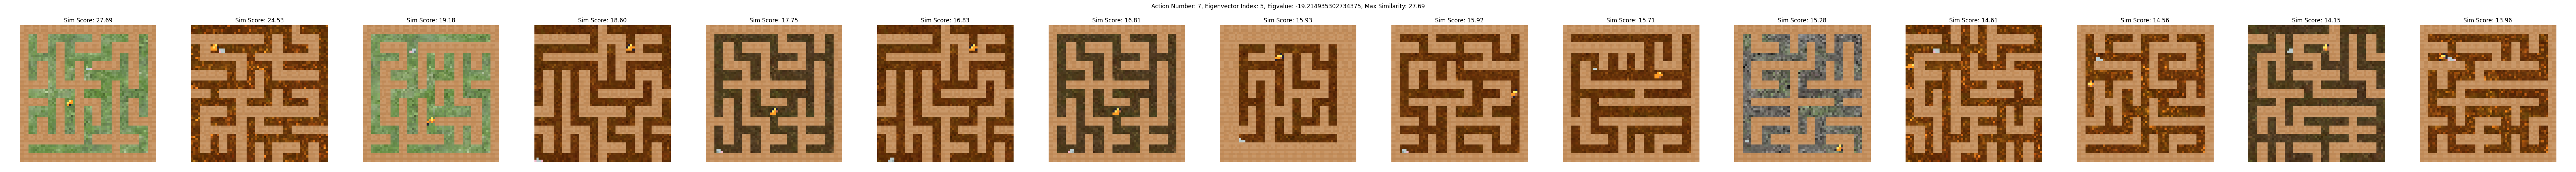 Action Number: 7, Eigenvector Index: 5, Eigvalue: -19.214935302734375, Max Similarity: 27.69
Sim Score: 27.69
Sim Score: 24.53
Sim Score: 19.18
Sim Score: 18.60
Sim Score: 17.75
Sim Score: 16.83
Sim Score: 16.81
Sim Score: 15.93
Sim Score: 15.92
Sim Score: 15.71
Sim Score: 15.28
Sim Score: 14.61
Sim Score: 14.56
Sim Score: 14.15
Sim Score: 13.96